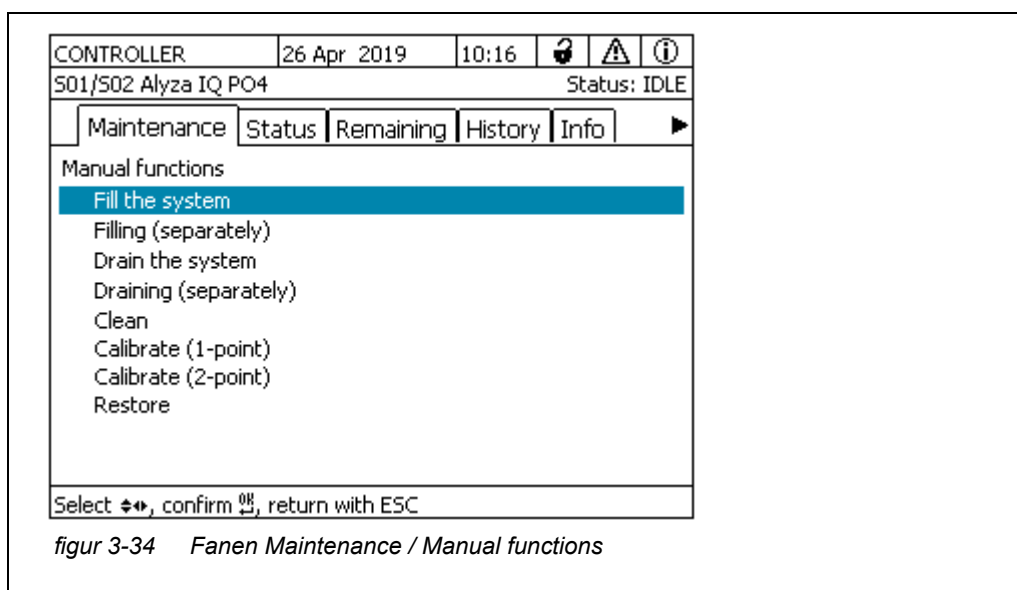 CONTROLLER 26 Apr 2019 10:16
S01/S02 Alyza IQ PO4 Status: IDLE
Maintenance Status Remaining History Info
Manual functions
Fill the system
Filling (separately)
Drain the system
Draining (separately)
Clean
Calibrate (1-point)
Calibrate (2-point)
Restore
Select, confirm OK, return with ESC
figur 3-34 Fanen Maintenance / Manual functions